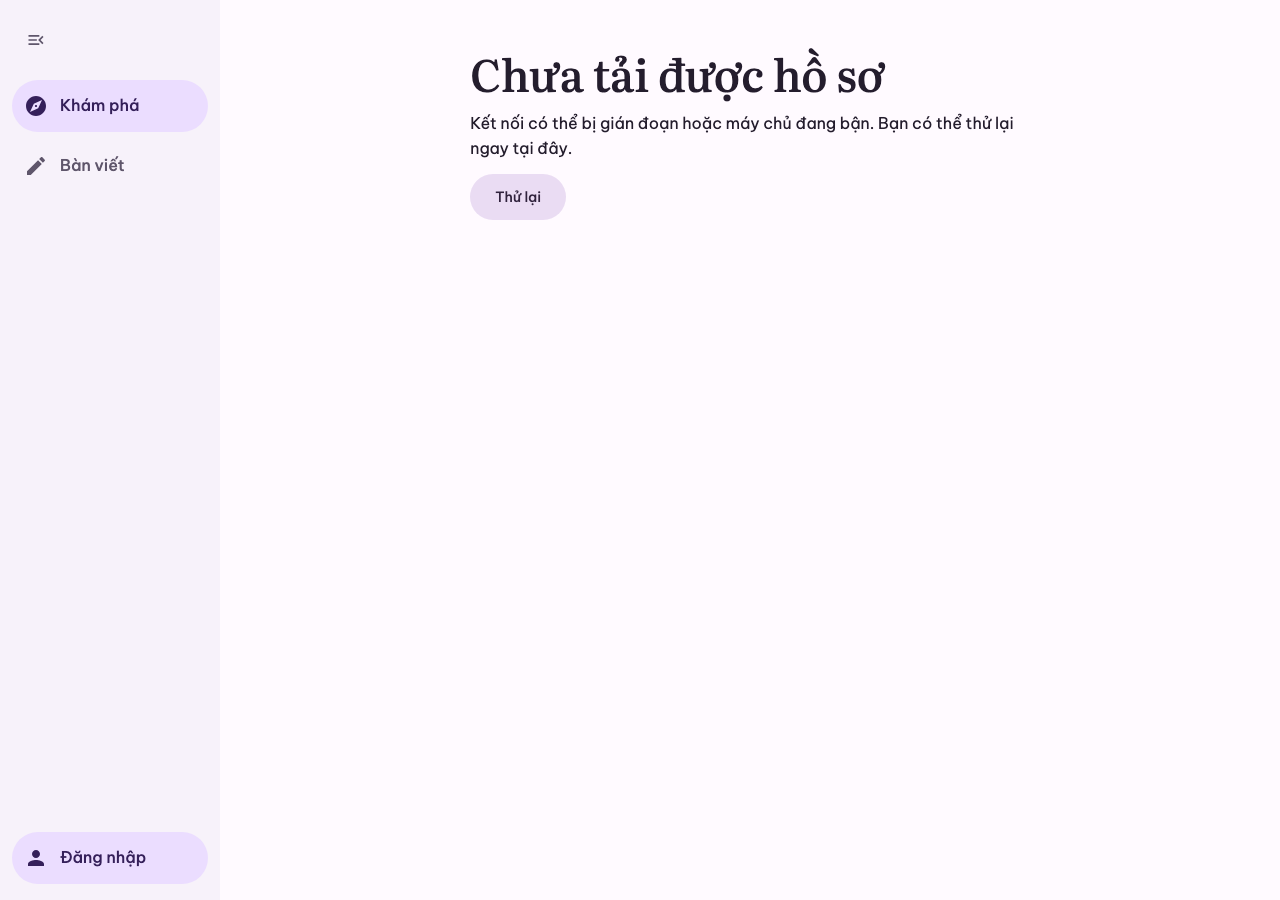 Khám phá
Bàn viết
Đăng nhập
Chưa tải được hồ sơ
Kết nối có thể bị gián đoạn hoặc máy chủ đang bận. Bạn có thể thử lại
ngay tại đây.
Thử lại